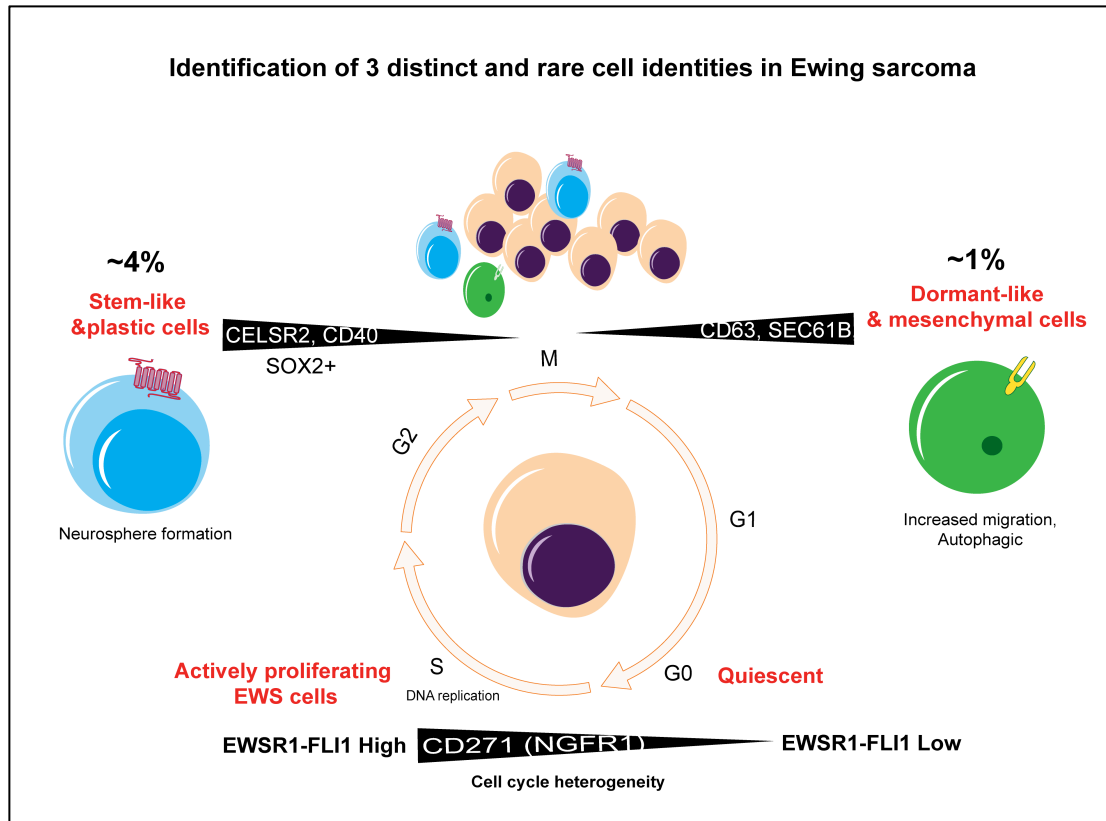 Identification of 3 distinct and rare cell identities in Ewing sarcoma
~4%
Stem-like
&plastic cells
CELSR2, CD40
SOX2+
Neurosphere formation
~1%
Dormant-like
& mesenchymal cells
CD63, SEC61B
Increased migration,
Autophagic
M
G2
G1
S
DNA replication
G0
Actively proliferating
EWS cells
Quiescent
EWSR1-FLI1 High
CD271 (NGFR1)
EWSR1-FLI1 Low
Cell cycle heterogeneity